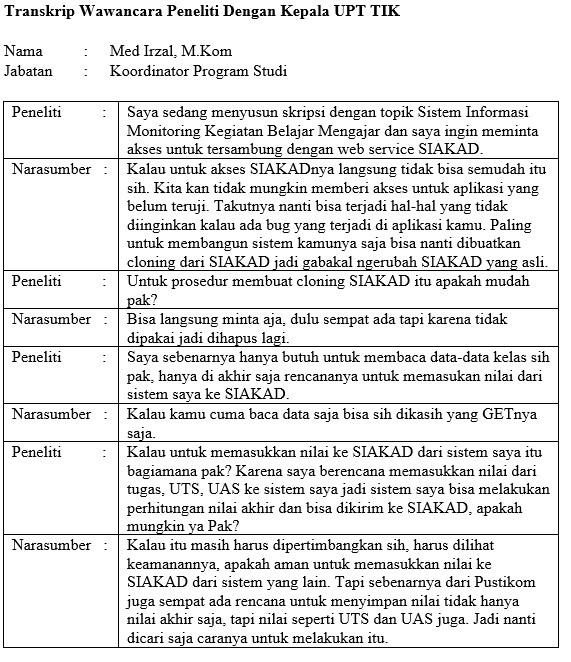 Transkrip Wawancara Peneliti Dengan Kepala UPT TIK
Nama : Med Irzal, M.Kom
Jabatan : Koordinator Program Studi
Peneliti : Saya sedang menyusun skripsi dengan topik Sistem Informasi
Monitoring Kegiatan Belajar Mengajar dan saya ingin meminta
akses untuk tersambung dengan web service SIAKAD.
Narasumber : Kalau untuk akses SIAKADnya langsung tidak bisa semudah itu
sih. Kita kan tidak mungkin memberi akses untuk aplikasi yang
belum teruji. Takutnya nanti bisa terjadi hal-hal yang tidak
diinginkan kalau ada bug yang terjadi di aplikasi kamu. Paling
untuk membangun sistem kamunya saja bisa nanti dibuatkan
cloning dari SIAKAD jadi gabakal ngerubah SIAKAD yang asli.
Peneliti : Untuk prosedur membuat cloning SIAKAD itu apakah mudah
pak?
Narasumber : Bisa langsung minta aja, dulu sempat ada tapi karena tidak
dipakai jadi dihapus lagi.
Peneliti : Saya sebenarnya hanya butuh untuk membaca data-data kelas sih
pak, hanya di akhir saja rencananya untuk memasukan nilai dari
sistem saya ke SIAKAD.
Narasumber : Kalau kamu cuma baca data saja bisa sih dikasih yang GETnya
saja.
Peneliti : Kalau untuk memasukkan nilai ke SIAKAD dari sistem saya itu
bagiamana pak? Karena saya berencana memasukkan nilai dari
tugas, UTS, UAS ke sistem saya jadi sistem saya bisa melakukan
perhitungan nilai akhir dan bisa dikirim ke SIAKAD, apakah
mungkin ya Pak?
Narasumber : Kalau itu masih harus dipertimbangkan sih, harus dilihat
keamanannya, apakah aman untuk memasukkan nilai ke
SIAKAD dari sistem yang lain. Tapi sebenarnya dari Pustikom
juga sempat ada rencana untuk menyimpan nilai tidak hanya
nilai akhir saja, tapi nilai seperti UTS dan UAS juga. Jadi nanti
dicari saja caranya untuk melakukan itu.